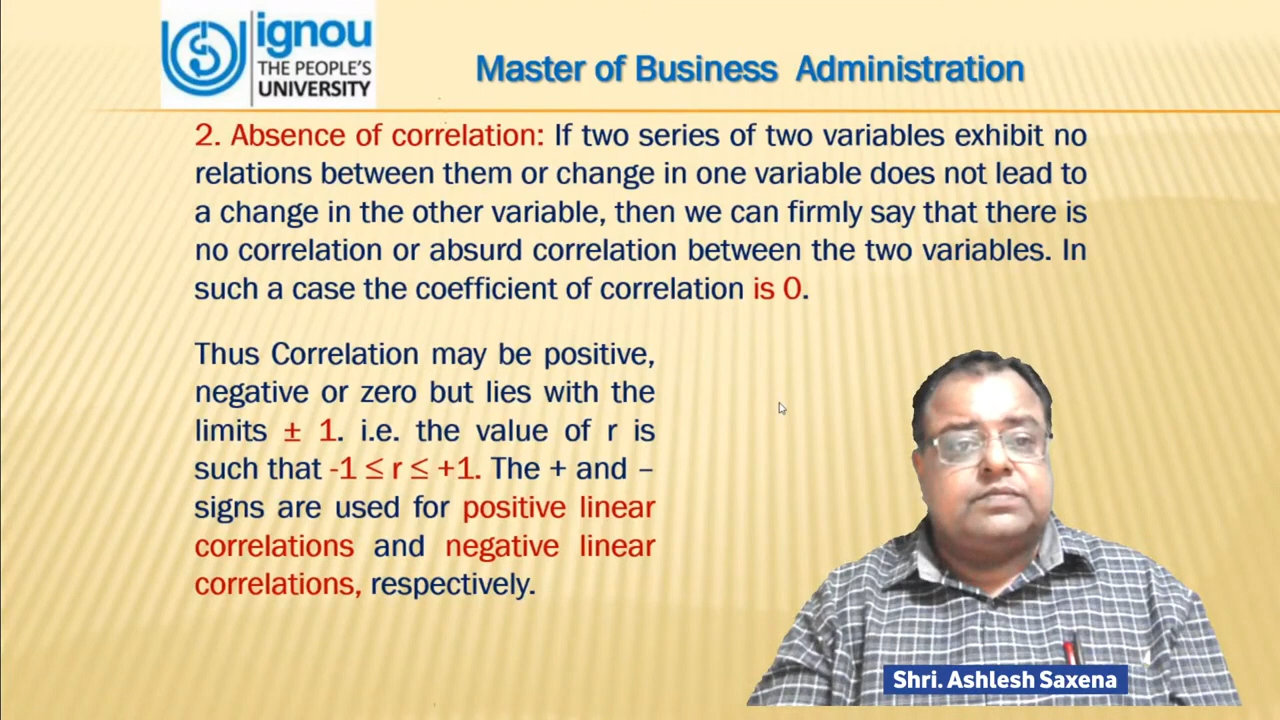 ignou
THE PEOPLE'S
UNIVERSITY
Master of Business Administration
2. Absence of correlation: If two series of two variables exhibit no
relations between them or change in one variable does not lead to
a change in the other variable, then we can firmly say that there is
no correlation or absurd correlation between the two variables. In
such a case the coefficient of correlation is 0.
Thus Correlation may be positive,
negative or zero but lies with the
limits ± 1. i.e. the value of r is
such that -1 ≤ r ≤ +1. The + and –
signs are used for positive linear
correlations and negative linear
correlations, respectively.
Shri. Ashlesh Saxena